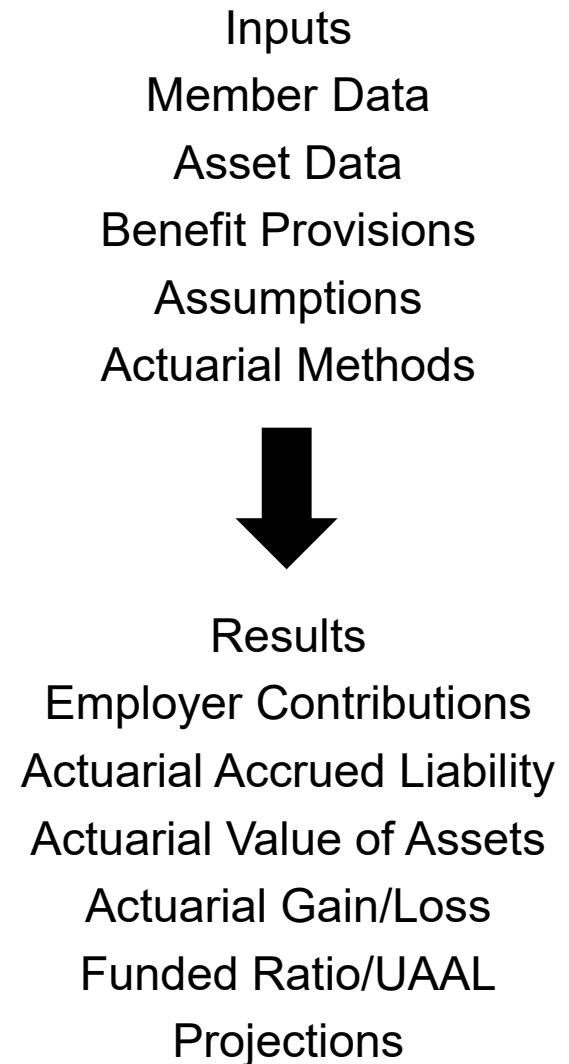 Inputs
Member Data
Asset Data
Benefit Provisions
Assumptions
Actuarial Methods
Results
Employer Contributions
Actuarial Accrued Liability
Actuarial Value of Assets
Actuarial Gain/Loss
Funded Ratio/UAAL
Projections